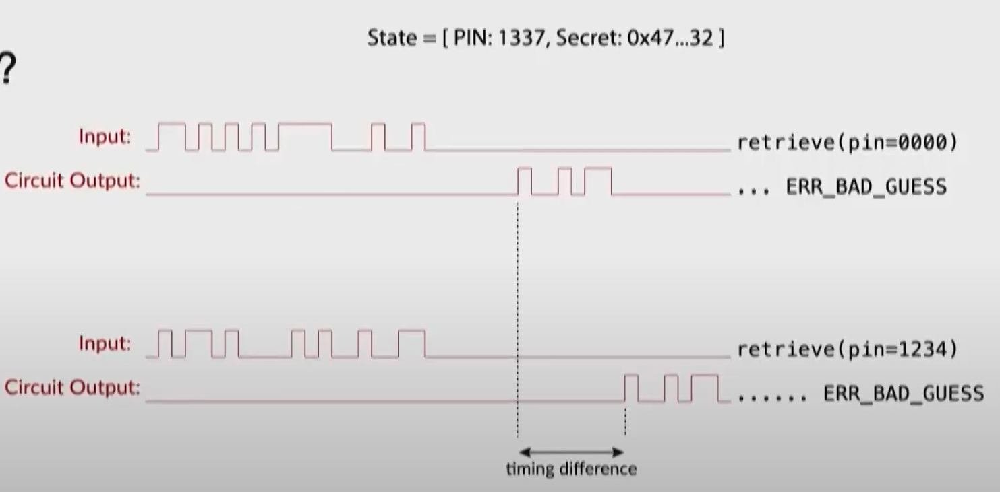 State = [ PIN: 1337, Secret: 0x47...32 ]
?
Input: retrieve(pin=0000)
Circuit Output: ... ERR_BAD_GUESS
Input: retrieve(pin=1234)
Circuit Output: ...... ERR_BAD_GUESS
timing difference